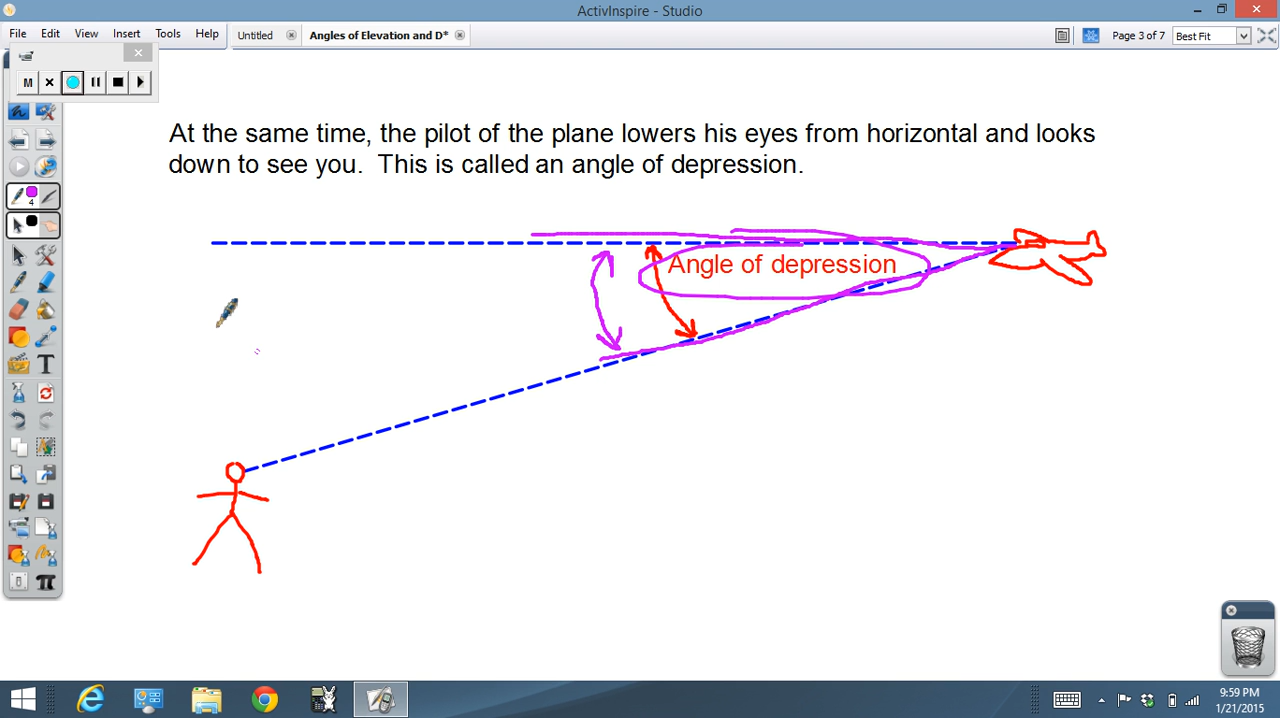 ActivInspire - Studio
File Edit View Insert Tools Help
Untitled
Angles of Elevation and D*
Page 3 of 7
Best Fit
M
4
At the same time, the pilot of the plane lowers his eyes from horizontal and looks
down to see you. This is called an angle of depression.
Angle of depression
T
π
9:59 PM
1/21/2015